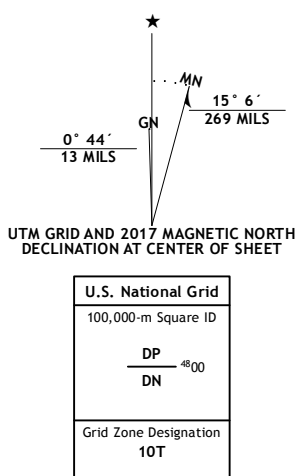 ★
MN
GN
15° 6´
269 MILS
0° 44´
13 MILS
UTM GRID AND 2017 MAGNETIC NORTH
DECLINATION AT CENTER OF SHEET
U.S. National Grid
100,000-m Square ID
DP
4800
DN
Grid Zone Designation
10T